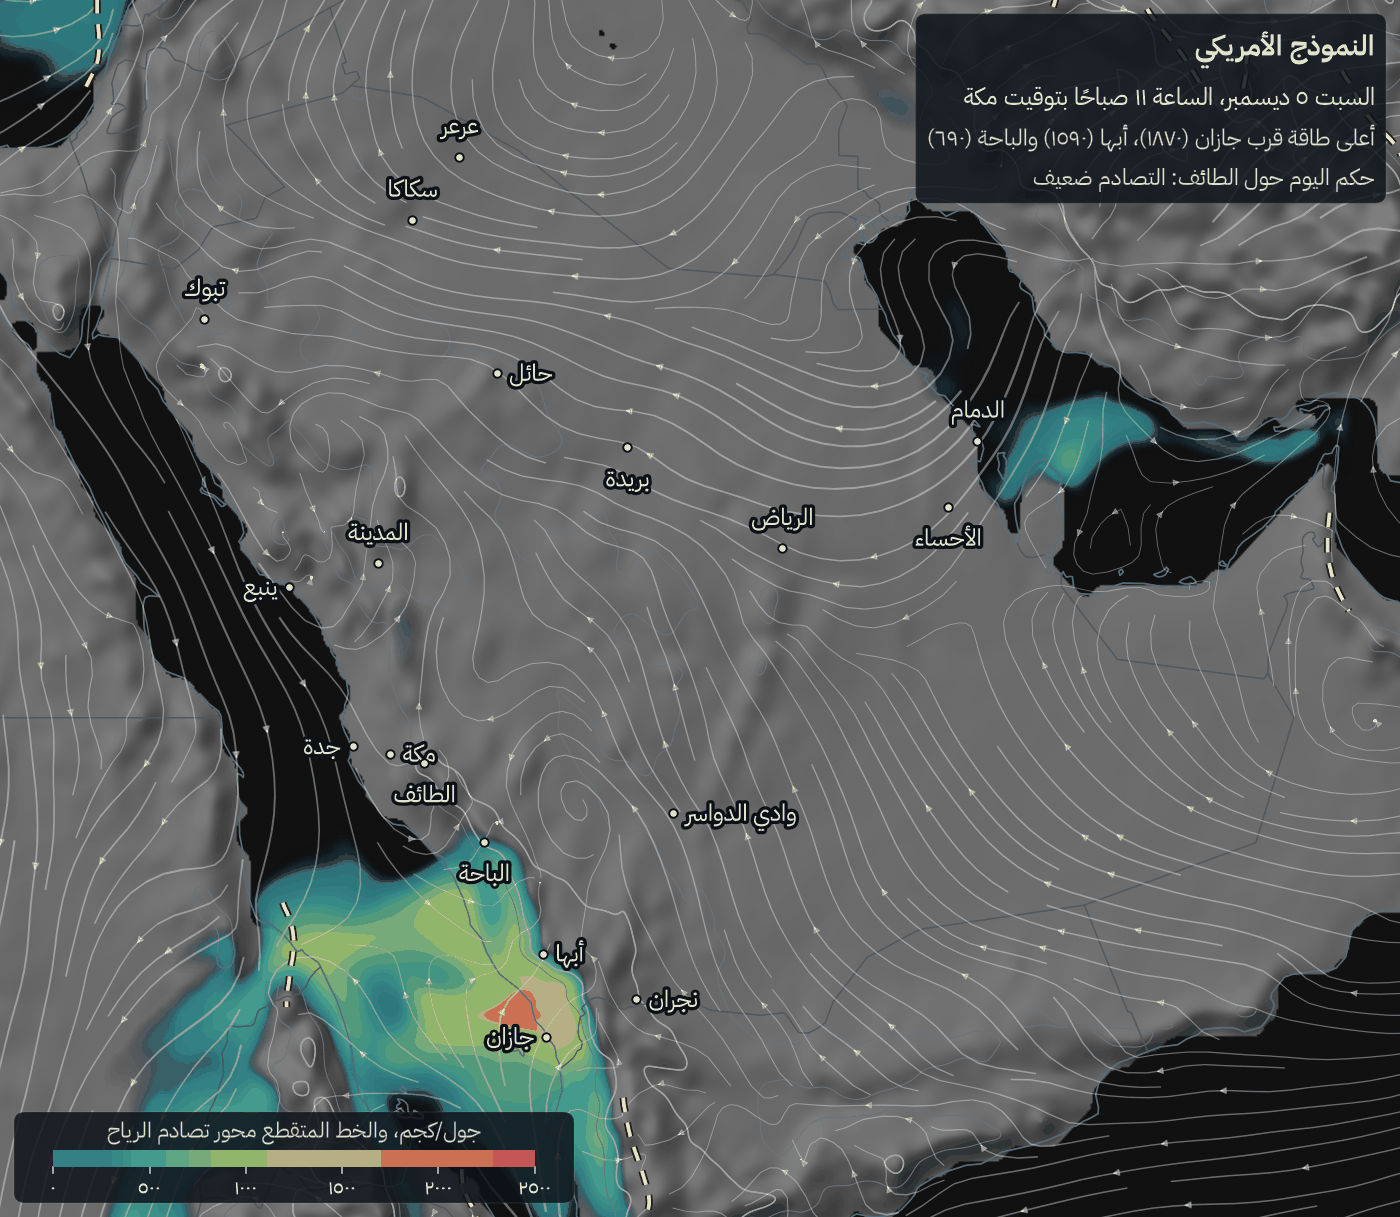 النموذج الأمريكي
السبت ٥ ديسمبر، الساعة ١١ صباحًا بتوقيت مكة
أعلى طاقة قرب جازان (١٨٧٠)، أبها (١٥٩٠) والباحة (٦٩٠)
حكم اليوم حول الطائف: التصادم ضعيف
عرعر
سكاكا
تبوك
حائل
الدمام
بريدة
الرياض
الأحساء
المدينة
ينبع
جدة
مكة
الطائف
وادي الدواسر
الباحة
أبها
نجران
جازان
جول/كجم، والخط المتقطع محور تصادم الرياح
٠ ٥٠٠ ١٠٠٠ ١٥٠٠ ٢٠٠٠ ٢٥٠٠